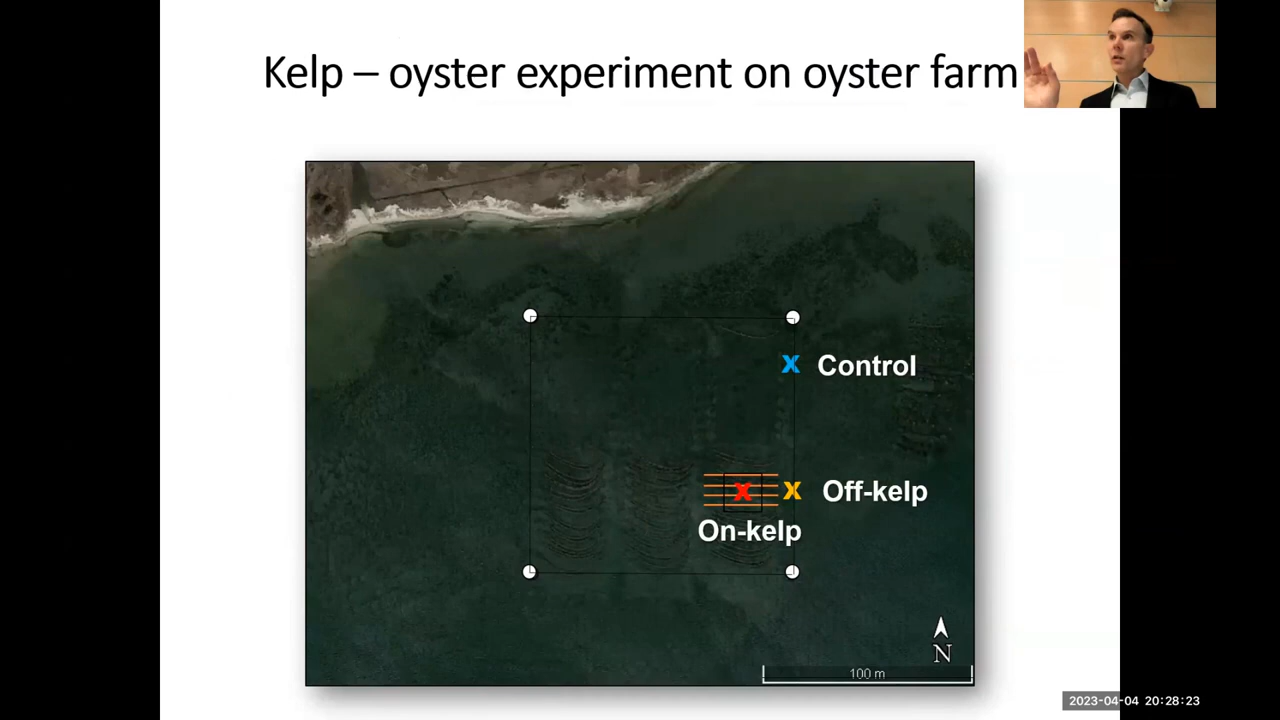 Kelp – oyster experiment on oyster farm
X Control
X X Off-kelp
On-kelp
N
100 m
2023-04-04 20:28:23